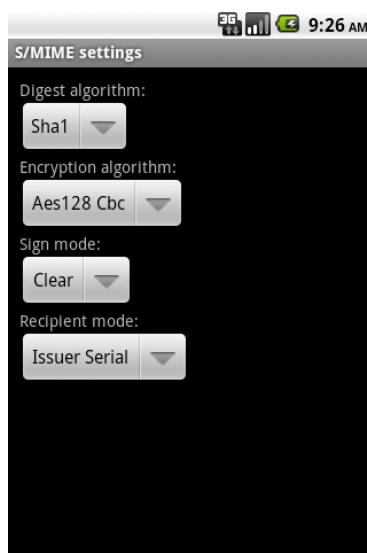 3G 9:26 AM
S/MIME settings
Digest algorithm:
Sha1
Encryption algorithm:
Aes128 Cbc
Sign mode:
Clear
Recipient mode:
Issuer Serial